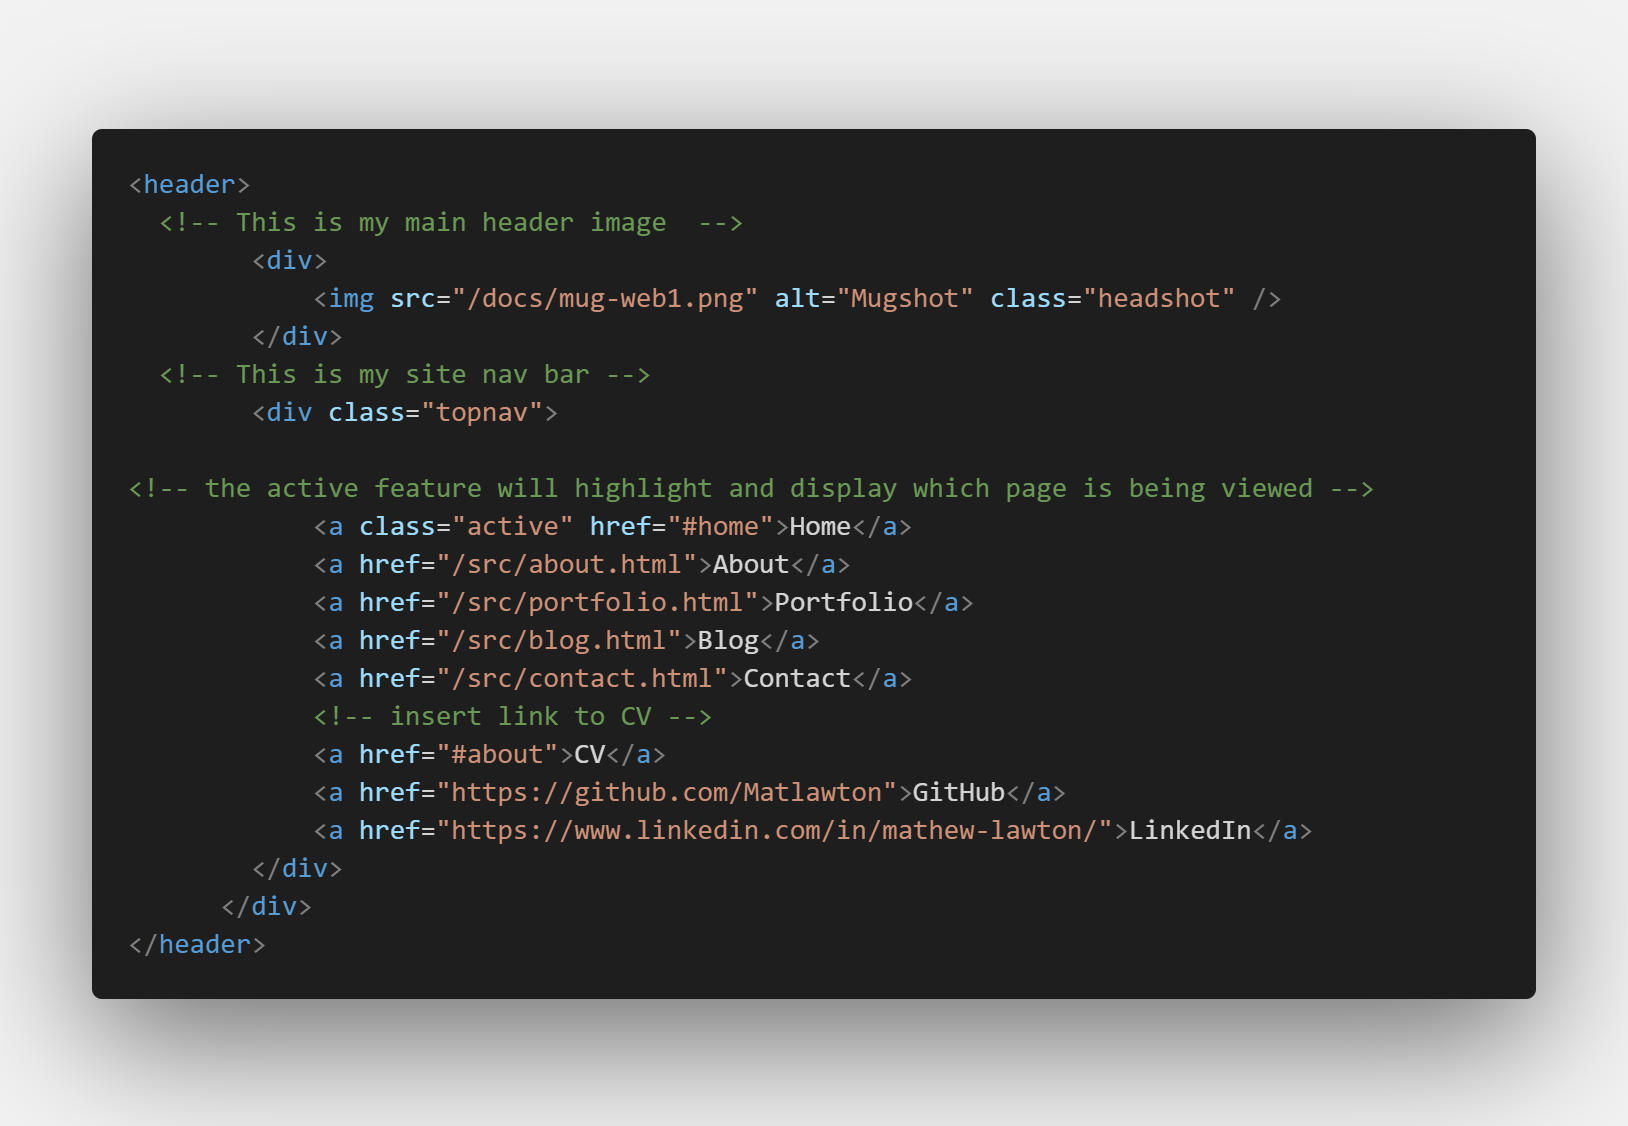 <header>
  <!-- This is my main header image  -->
        <div>
            <img src="/docs/mug-web1.png" alt="Mugshot" class="headshot" />
        </div>
  <!-- This is my site nav bar -->
        <div class="topnav">

<!-- the active feature will highlight and display which page is being viewed -->
            <a class="active" href="#home">Home</a>
            <a href="/src/about.html">About</a>
            <a href="/src/portfolio.html">Portfolio</a>
            <a href="/src/blog.html">Blog</a>
            <a href="/src/contact.html">Contact</a>
            <!-- insert link to CV -->
            <a href="#about">CV</a>
            <a href="https://github.com/Matlawton">GitHub</a>
            <a href="https://www.linkedin.com/in/mathew-lawton/">LinkedIn</a>
        </div>
      </div>
</header>